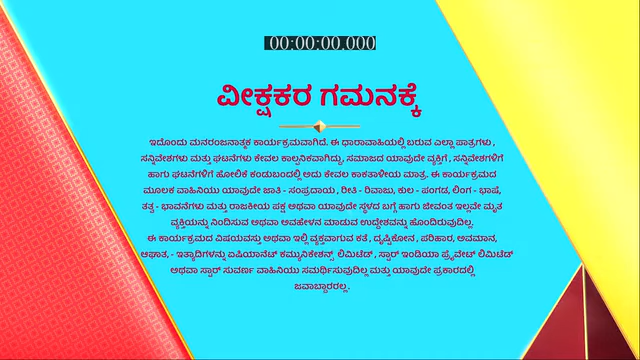 00:00:00.000
ವೀಕ್ಷಕರ ಗಮನಕ್ಕೆ
ಇದೊಂದು ಮನರಂಜನಾತ್ಮಕ ಕಾರ್ಯಕ್ರಮವಾಗಿದೆ. ಈ ಧಾರಾವಾಹಿಯಲ್ಲಿ ಬರುವ ಎಲ್ಲಾ ಪಾತ್ರಗಳು ,
ಸನ್ನಿವೇಶಗಳು ಮತ್ತು ಘಟನೆಗಳು ಕೇವಲ ಕಾಲ್ಪನಿಕವಾಗಿದ್ದು, ಸಮಾಜದ ಯಾವುದೇ ವ್ಯಕ್ತಿಗೆ , ಸನ್ನಿವೇಶಗಳಿಗೆ
ಹಾಗು ಘಟನೆಗಳಿಗೆ ಹೋಲಿಕೆ ಕಂಡುಬಂದಲ್ಲಿ ಅದು ಕೇವಲ ಕಾಕತಾಳೀಯ ಮಾತ್ರ. ಈ ಕಾರ್ಯಕ್ರಮದ
ಮೂಲಕ ವಾಹಿನಿಯು ಯಾವುದೇ ಜಾತಿ - ಸಂಪ್ರದಾಯ , ರೀತಿ - ರಿವಾಜು, ಕುಲ - ಪಂಗಡ, ಲಿಂಗ - ಭಾಷೆ,
ತತ್ವ - ಭಾವನೆಗಳು ಮತ್ತು ರಾಜಕೀಯ ಪಕ್ಷ ಅಥವಾ ಯಾವುದೇ ಸ್ಥಳದ ಬಗ್ಗೆ ಹಾಗು ಜೀವಂತ ಇಲ್ಲವೇ ಮೃತ
ವ್ಯಕ್ತಿಯನ್ನು ನಿಂದಿಸುವ ಅಥವಾ ಅವಹೇಳನ ಮಾಡುವ ಉದ್ದೇಶವನ್ನು ಹೊಂದಿರುವುದಿಲ್ಲ.
ಈ ಕಾರ್ಯಕ್ರಮದ ವಿಷಯವಸ್ತು ಅಥವಾ ಇಲ್ಲಿ ವ್ಯಕ್ತವಾಗುವ ಕತೆ , ದೃಷ್ಟಿಕೋನ , ಪರಿಹಾರ, ಅವಮಾನ,
ಆಘಾತ, - ಇತ್ಯಾದಿಗಳನ್ನು ಏಷಿಯಾನೆಟ್ ಕಮ್ಯುನಿಕೇಶನ್ಸ್ ಲಿಮಿಟೆಡ್ , ಸ್ಟಾರ್ ಇಂಡಿಯಾ ಪ್ರೈವೇಟ್ ಲಿಮಿಟೆಡ್
ಅಥವಾ ಸ್ಟಾರ್ ಸುವರ್ಣ ವಾಹಿನಿಯು ಸಮರ್ಥಿಸುವುದಿಲ್ಲ ಮತ್ತು ಯಾವುದೇ ಪ್ರಕಾರದಲ್ಲಿ
ಜವಾಬ್ದಾರರಲ್ಲ.